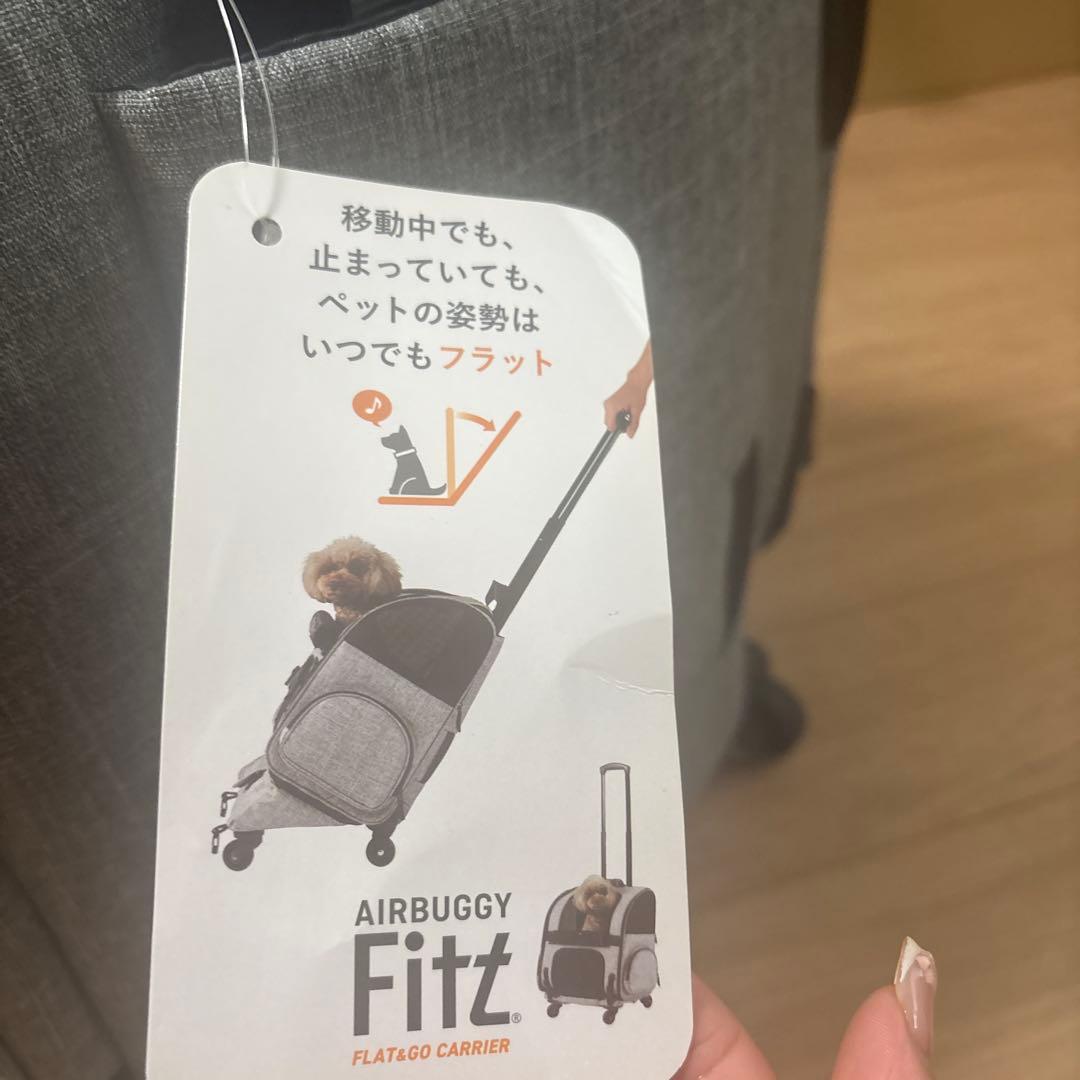 移動中でも、
止まっていても、
ペットの姿勢は
いつでもフラット
AIRBUGGY
Fitt®
FLAT&GO CARRIER